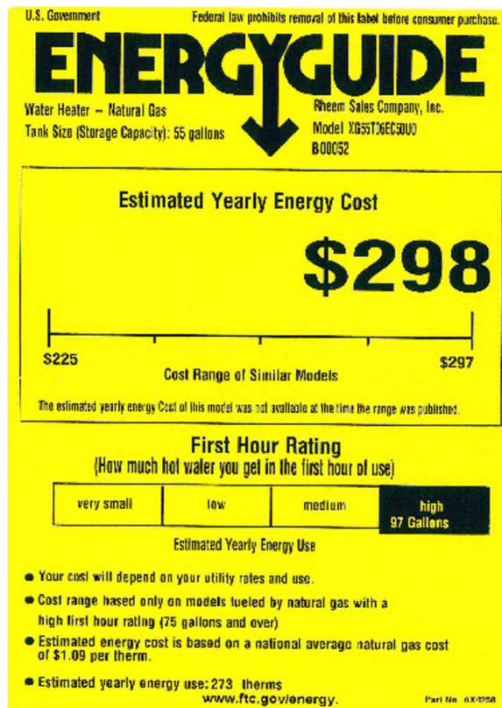 U.S. Government Federal law prohibits removal of this label before consumer purchase.
ENERGYGUIDE
Water Heater – Natural Gas
Tank Size (Storage Capacity): 55 gallons
Rheem Sales Company, Inc.
Model XG55T06EC50U0
B00052
Estimated Yearly Energy Cost
$298
$225 $297
Cost Range of Similar Models
The estimated yearly energy Cost of this model was not available at the time the range was published.
First Hour Rating
(How much hot water you get in the first hour of use)
very small low medium high
97 Gallons
Estimated Yearly Energy Use
● Your cost will depend on your utility rates and use.
● Cost range based only on models fueled by natural gas with a
high first hour rating (75 gallons and over)
● Estimated energy cost is based on a national average natural gas cost
of $1.09 per therm.
● Estimated yearly energy use: 273 therms
www.ftc.gov/energy.
Part No.